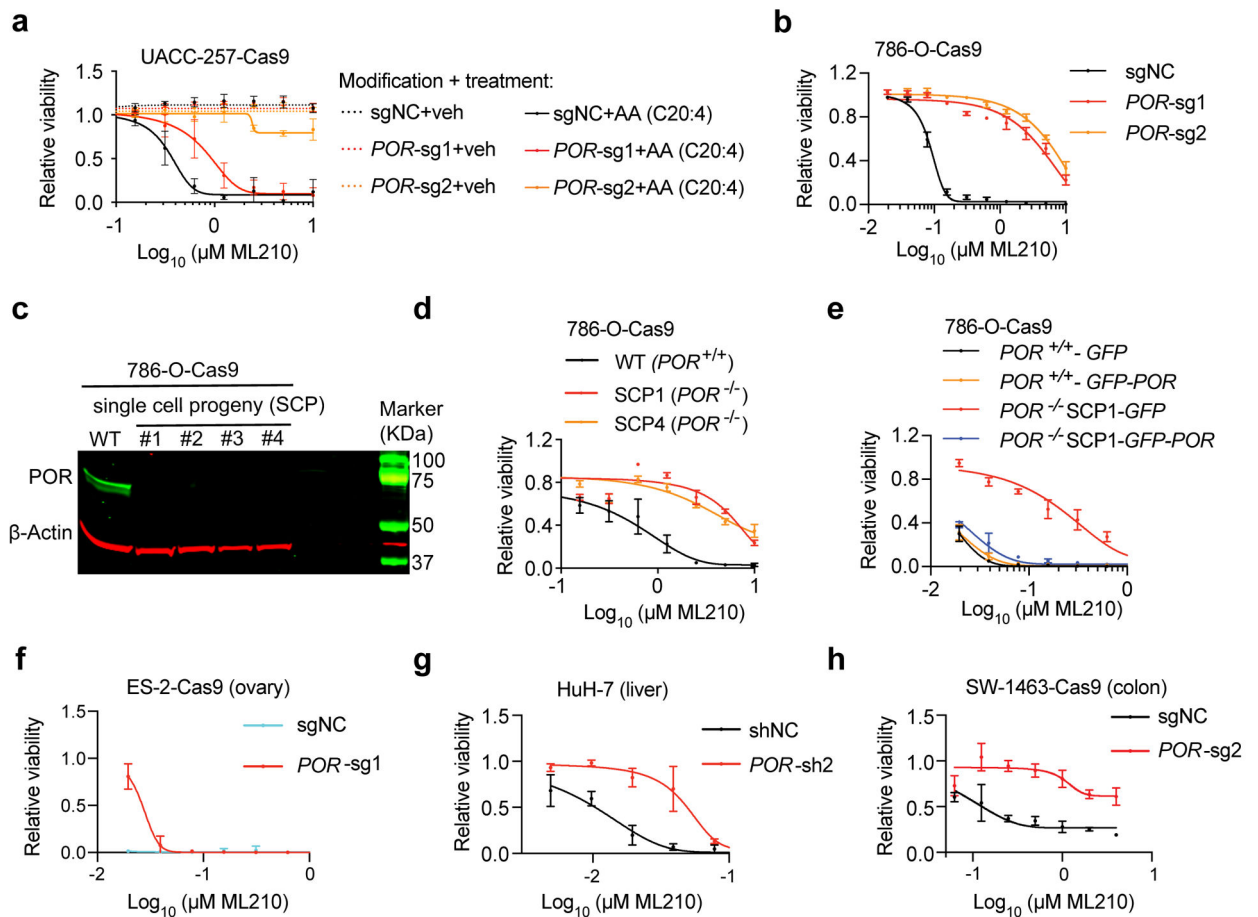 a
UACC-257-Cas9
Relative viability
1.5
1.0
0.5
0.0
-1
0
1
Log10 (µM ML210)
Modification + treatment:
sgNC+veh
sgNC+AA (C20:4)
POR-sg1+veh
POR-sg1+AA (C20:4)
POR-sg2+veh
POR-sg2+AA (C20:4)
b
786-O-Cas9
Relative viability
1.2
0.8
0.4
0.0
-2
-1
0
1
Log10 (µM ML210)
sgNC
POR-sg1
POR-sg2
c
786-O-Cas9
single cell progeny (SCP)
WT
#1
#2
#3
#4
Marker
(KDa)
POR
β-Actin
100
75
50
37
d
786-O-Cas9
WT (POR+/+)
SCP1 (POR-/-)
SCP4 (POR-/-)
Relative viability
1.2
0.8
0.4
0.0
-1
0
1
Log10 (µM ML210)
e
786-O-Cas9
POR +/+- GFP
POR +/+- GFP-POR
POR -/- SCP1-GFP
POR -/- SCP1-GFP-POR
Relative viability
1.2
0.8
0.4
0.0
-2
-1
0
Log10 (µM ML210)
f
ES-2-Cas9 (ovary)
sgNC
POR-sg1
Relative viability
1.5
1.0
0.5
0.0
-2
-1
0
Log10 (µM ML210)
g
HuH-7 (liver)
shNC
POR-sh2
Relative viability
1.5
1.0
0.5
0.0
-2
-1
Log10 (µM ML210)
h
SW-1463-Cas9 (colon)
sgNC
POR-sg2
Relative viability
1.5
1.0
0.5
0.0
-1
0
1
Log10 (µM ML210)